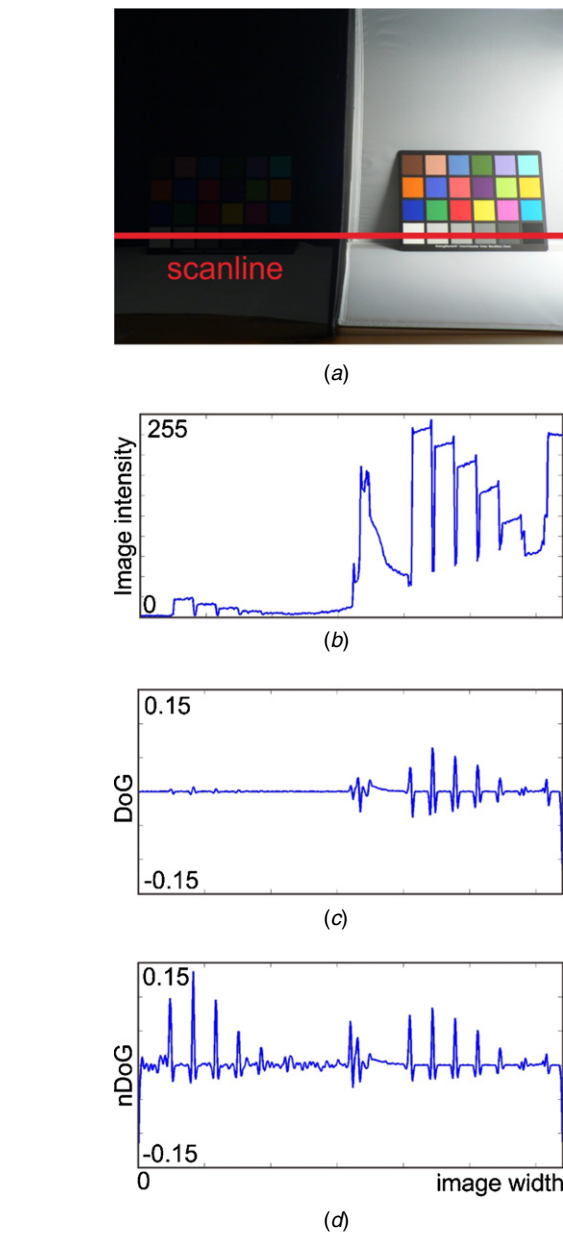 scanline
(a)
255
Image intensity
0
(b)
0.15
DoG
-0.15
(c)
0.15
nDoG
-0.15
0
image width
(d)